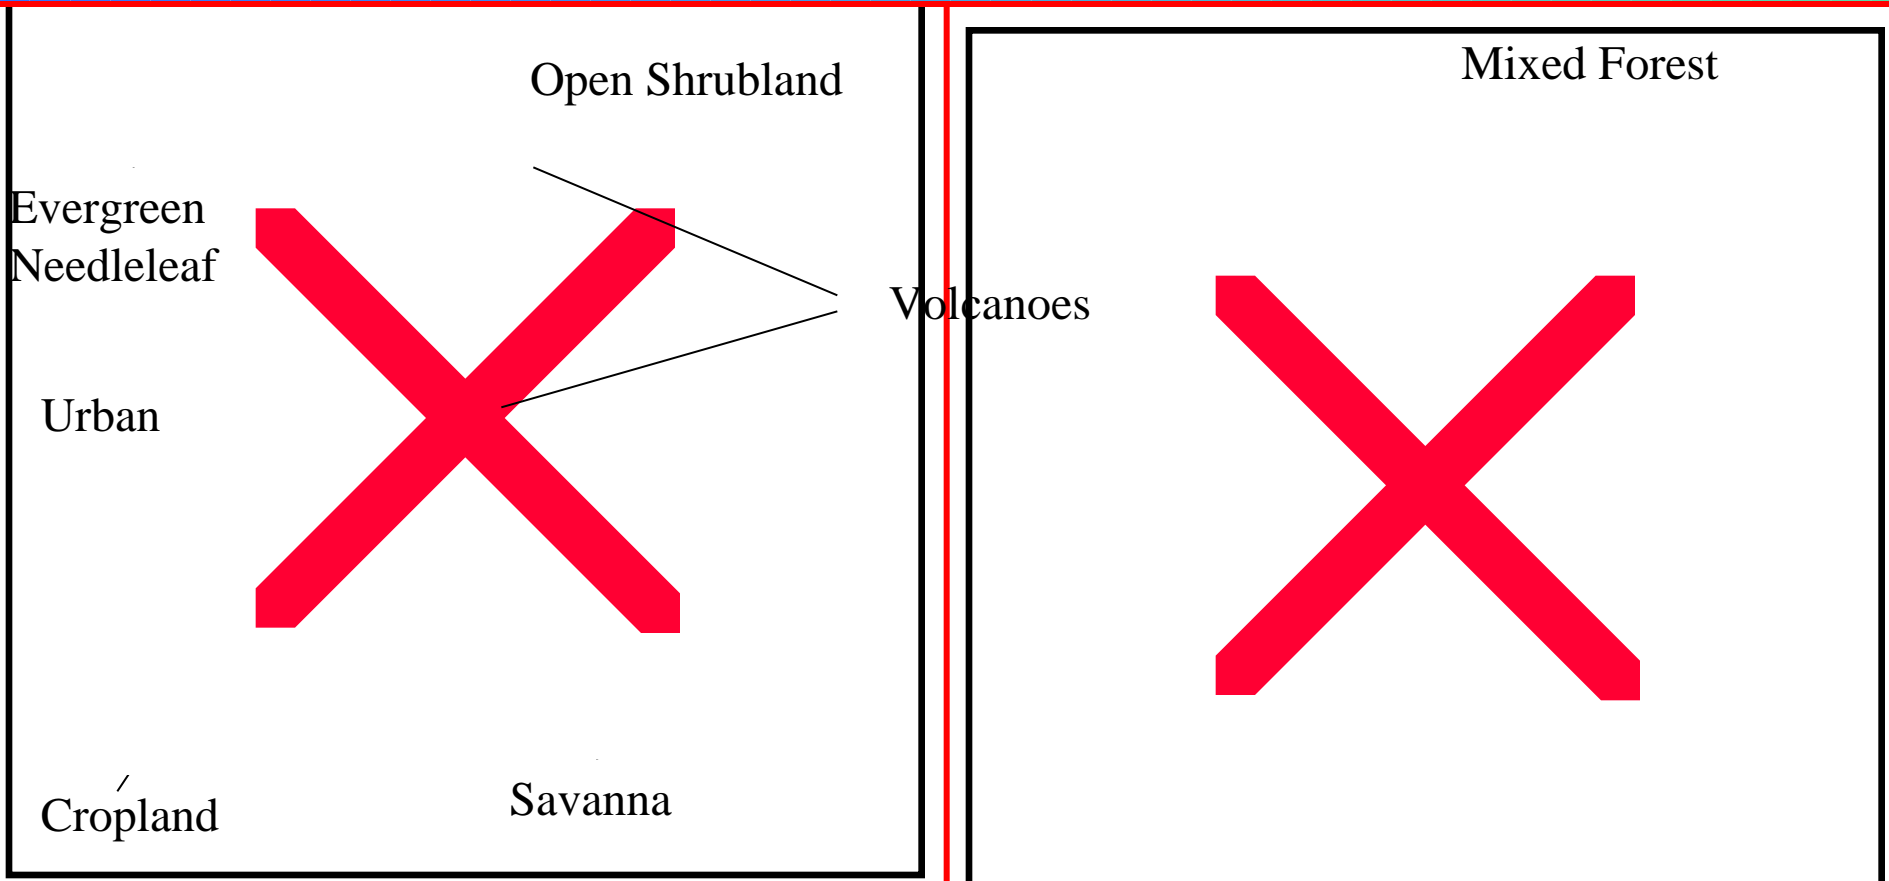 Open Shrubland
Mixed Forest
Evergreen
Needleleaf
Volcanoes
Urban
Savanna
Cropland